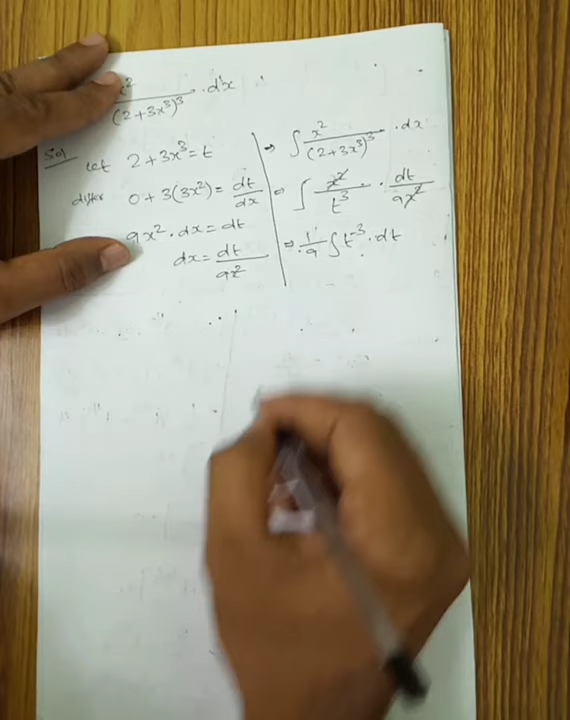 x²/(2+3x³)³ · dx
Sol let 2+3x³=t
differ 0+3(3x²)= dt/dx
9x² · dx = dt
dx = dt/9x²
⇒ ∫ x²/(2+3x³)³ · dx
⇒ ∫ x²/t³ · dt/9x²
⇒ 1/9 ∫ t⁻³ · dt